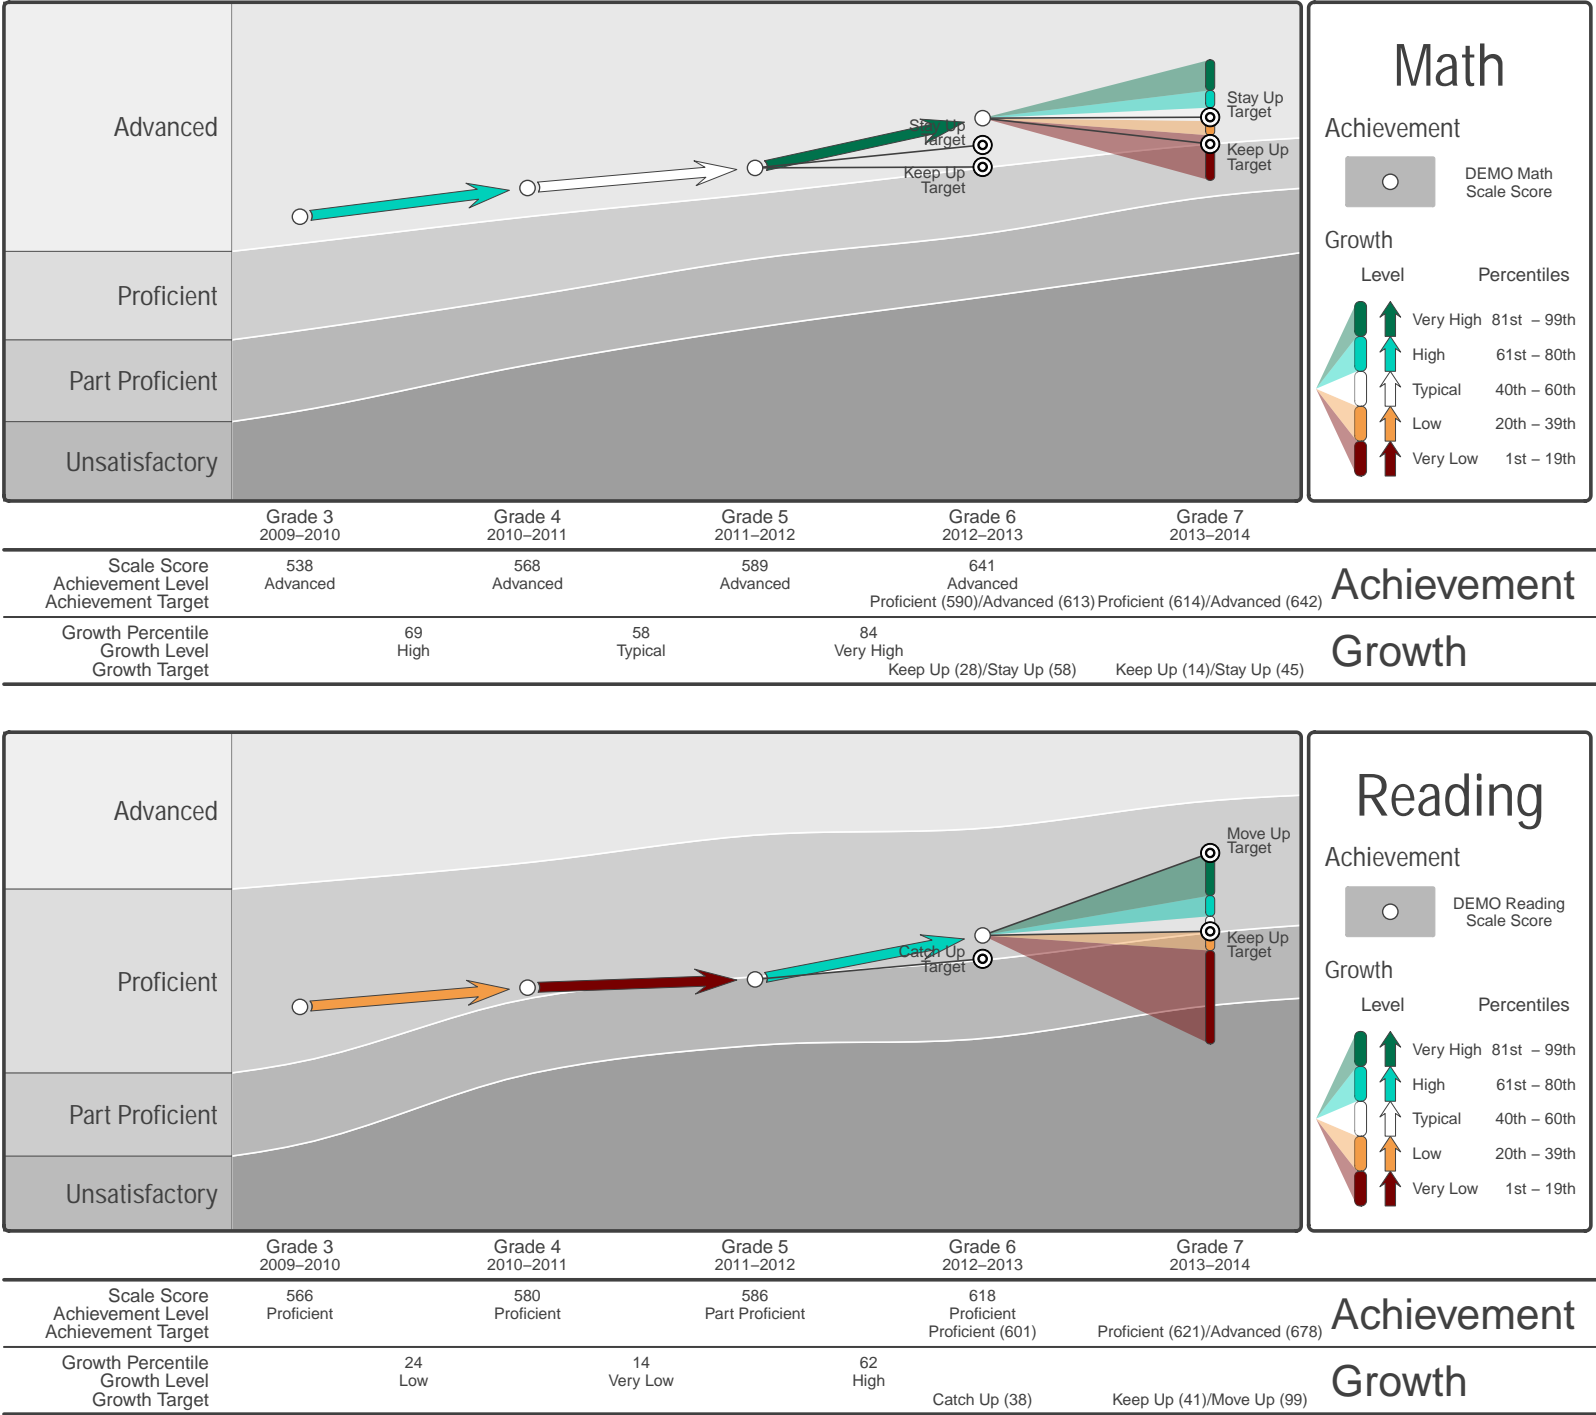 Advanced
Proficient
Part Proficient
Unsatisfactory
Stay Up
Target
Keep Up
Target
Stay Up
Target
Keep Up
Target
Math
Achievement
DEMO Math
Scale Score
Growth
Level Percentiles
Very High 81st – 99th
High 61st – 80th
Typical 40th – 60th
Low 20th – 39th
Very Low 1st – 19th
Grade 3 Grade 4 Grade 5 Grade 6 Grade 7
2009–2010 2010–2011 2011–2012 2012–2013 2013–2014
Scale Score 538 568 589 641
Achievement Level Advanced Advanced Advanced Advanced
Achievement Target Proficient (590)/Advanced (613) Proficient (614)/Advanced (642)
Achievement
Growth Percentile 69 58 84
Growth Level High Typical Very High
Growth Target Keep Up (28)/Stay Up (58) Keep Up (14)/Stay Up (45)
Growth
Advanced
Proficient
Part Proficient
Unsatisfactory
Catch Up
Target
Move Up
Target
Keep Up
Target
Reading
Achievement
DEMO Reading
Scale Score
Growth
Level Percentiles
Very High 81st – 99th
High 61st – 80th
Typical 40th – 60th
Low 20th – 39th
Very Low 1st – 19th
Grade 3 Grade 4 Grade 5 Grade 6 Grade 7
2009–2010 2010–2011 2011–2012 2012–2013 2013–2014
Scale Score 566 580 586 618
Achievement Level Proficient Proficient Part Proficient Proficient
Achievement Target Proficient (601) Proficient (621)/Advanced (678)
Achievement
Growth Percentile 24 14 62
Growth Level Low Very Low High
Growth Target Catch Up (38) Keep Up (41)/Move Up (99)
Growth